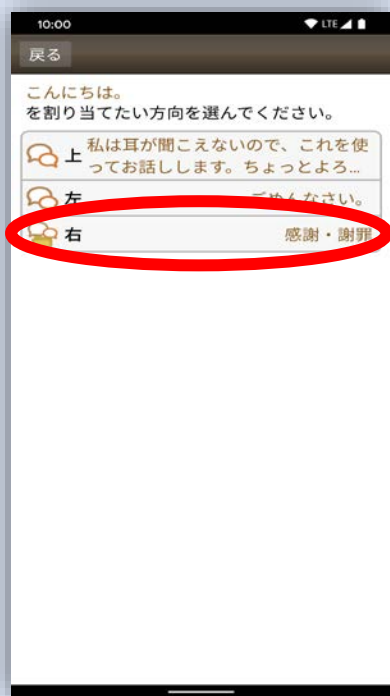 10:00 LTE
戻る
こんにちは。
を割り当てたい方向を選んでください。
上 私は耳が聞こえないので、これを使
ってお話しします。ちょっとよろ...
左 ごめんなさい。
右 感謝・謝罪